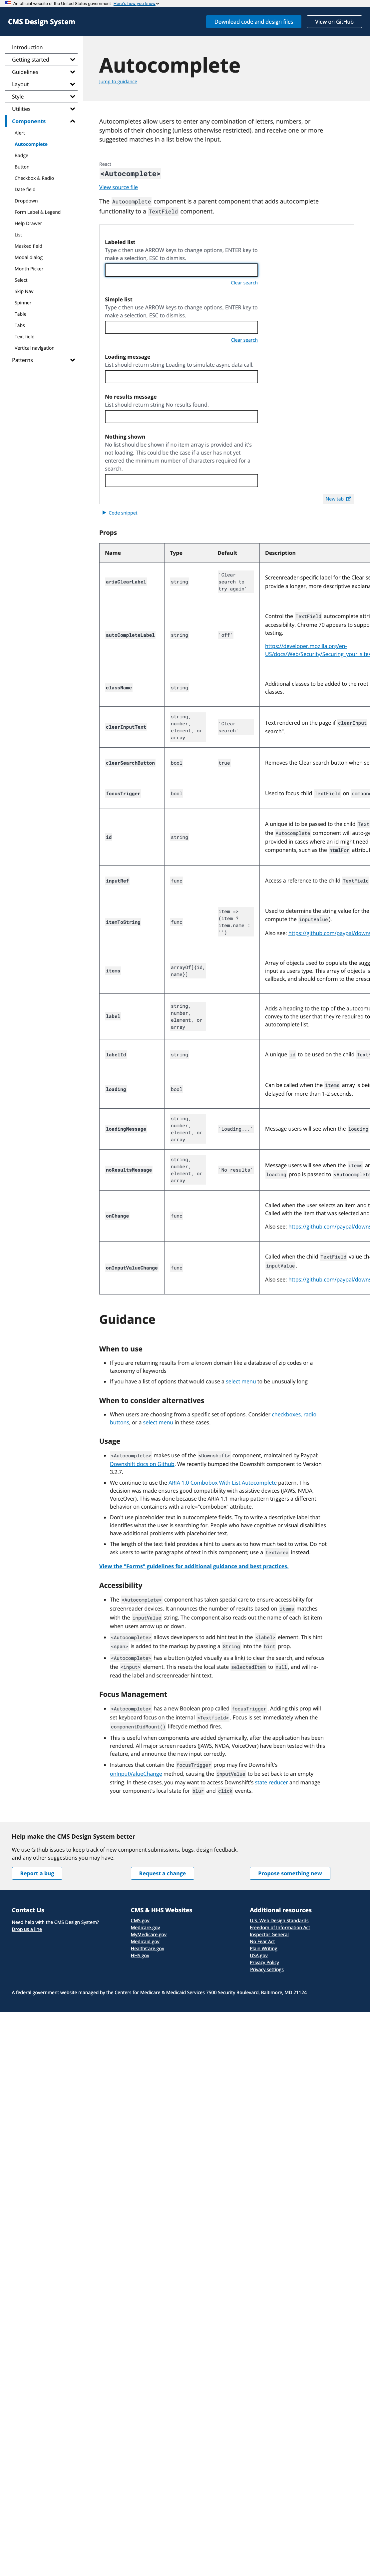 An official website of the United States government Here's how you know
CMS Design System
Download code and design files
View on GitHub
Introduction
Getting started
Guidelines
Layout
Style
Utilities
Components
Alert
Autocomplete
Badge
Button
Checkbox & Radio
Date field
Dropdown
Form Label & Legend
Help Drawer
List
Masked field
Modal dialog
Month Picker
Select
Skip Nav
Spinner
Table
Tabs
Text field
Vertical navigation
Patterns
Autocomplete
Jump to guidance
Autocompletes allow users to enter any combination of letters, numbers, or
symbols of their choosing (unless otherwise restricted), and receive one or more
suggested matches in a list below the input.
React
<Autocomplete>
View source file
The Autocomplete component is a parent component that adds autocomplete
functionality to a TextField component.
Labeled list
Type c then use ARROW keys to change options, ENTER key to
make a selection, ESC to dismiss.
Clear search
Simple list
Type c then use ARROW keys to change options, ENTER key to
make a selection, ESC to dismiss.
Clear search
Loading message
List should return string Loading to simulate async data call.
No results message
List should return string No results found.
Nothing shown
No list should be shown if no item array is provided and it's
not loading. This could be the case if a user has not yet
entered the minimum number of characters required for a
search.
New tab
Code snippet
Props
Name Type Default Description
ariaClearLabel string 'Clear search to try again' Screenreader-specific label for the Clear se
provide a longer, more descriptive explana
autoCompleteLabel string 'off' Control the TextField autocomplete attri
accessibility. Chrome 70 appears to suppo
testing.
https://developer.mozilla.org/en-
US/docs/Web/Security/Securing_your_site/
className string Additional classes to be added to the root
classes.
clearInputText string, number, element, or array 'Clear search' Text rendered on the page if clearInput
search".
clearSearchButton bool true Removes the Clear search button when se
focusTrigger bool Used to focus child TextField on compone
id string A unique id to be passed to the child Text
the Autocomplete component will auto-ge
provided in cases where an id might need
components, such as the htmlFor attribut
inputRef func Access a reference to the child TextField
itemToString func item => (item ? item.name : '') Used to determine the string value for the
compute the inputValue).
Also see: https://github.com/paypal/downs
items arrayOf[{id, name}] Array of objects used to populate the sugg
input as users type. This array of objects is
callback, and should conform to the prescr
label string, number, element, or array Adds a heading to the top of the autocomp
convey to the user that they're required to
autocomplete list.
labelId string A unique id to be used on the child TextF
loading bool Can be called when the items array is bei
delayed for more than 1-2 seconds.
loadingMessage string, number, element, or array 'Loading...' Message users will see when the loading
noResultsMessage string, number, element, or array 'No results' Message users will see when the items ar
loading prop is passed to <Autocomplete
onChange func Called when the user selects an item and t
Called with the item that was selected and
Also see: https://github.com/paypal/downs
onInputValueChange func Called when the child TextField value cha
inputValue.
Also see: https://github.com/paypal/downs
Guidance
When to use
If you are returning results from a known domain like a database of zip codes or a
taxonomy of keywords
If you have a list of options that would cause a select menu to be unusually long
When to consider alternatives
When users are choosing from a specific set of options. Consider checkboxes, radio
buttons, or a select menu in these cases.
Usage
<Autocomplete> makes use of the <Downshift> component, maintained by Paypal:
Downshift docs on Github. We recently bumped the Downshift component to Version
3.2.7.
We continue to use the ARIA 1.0 Combobox With List Autocomplete pattern. This
decision was made ensures good compatibility with assistive devices (JAWS, NVDA,
VoiceOver). This was done because the ARIA 1.1 markup pattern triggers a different
behavior on containers with a role="combobox" attribute.
Don't use placeholder text in autocomplete fields. Try to write a descriptive label that
identifies what the user is searching for. People who have cognitive or visual disabilities
have additional problems with placeholder text.
The length of the text field provides a hint to users as to how much text to write. Do not
ask users to write paragraphs of text in this component; use a textarea instead.
View the "Forms" guidelines for additional guidance and best practices.
Accessibility
The <Autocomplete> component has taken special care to ensure accessibility for
screenreader devices. It announces the number of results based on items matches
with the inputValue string. The component also reads out the name of each list item
when users arrow up or down.
<Autocomplete> allows developers to add hint text in the <label> element. This hint
<span> is added to the markup by passing a String into the hint prop.
<Autocomplete> has a button (styled visually as a link) to clear the search, and refocus
the <input> element. This resets the local state selectedItem to null, and will re-
read the label and screenreader hint text.
Focus Management
<Autocomplete> has a new Boolean prop called focusTrigger. Adding this prop will
set keyboard focus on the internal <Textfield>. Focus is set immediately when the
componentDidMount() lifecycle method fires.
This is useful when components are added dynamically, after the application has been
rendered. All major screen readers (JAWS, NVDA, VoiceOver) have been tested with this
feature, and announce the new input correctly.
Instances that contain the focusTrigger prop may fire Downshift's
onInputValueChange method, causing the inputValue to be set back to an empty
string. In these cases, you may want to access Downshift's state reducer and manage
your component's local state for blur and click events.
Help make the CMS Design System better
We use Github issues to keep track of new component submissions, bugs, design feedback,
and any other suggestions you may have.
Report a bug
Request a change
Propose something new
Contact Us
Need help with the CMS Design System?
Drop us a line
CMS & HHS Websites
CMS.gov
Medicare.gov
MyMedicare.gov
Medicaid.gov
HealthCare.gov
HHS.gov
Additional resources
U.S. Web Design Standards
Freedom of Information Act
Inspector General
No Fear Act
Plain Writing
USA.gov
Privacy Policy
Privacy settings
A federal government website managed by the Centers for Medicare & Medicaid Services 7500 Security Boulevard, Baltimore, MD 21124